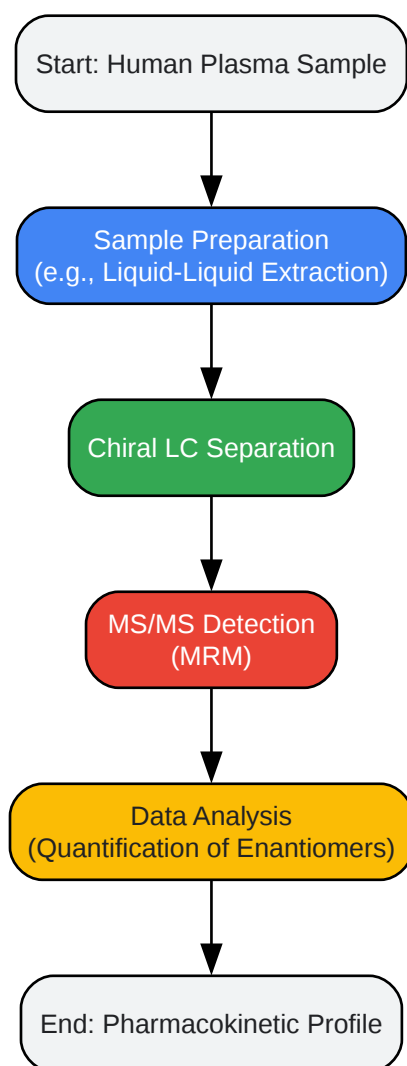 Start: Human Plasma Sample
Sample Preparation
(e.g., Liquid-Liquid Extraction)
Chiral LC Separation
MS/MS Detection
(MRM)
Data Analysis
(Quantification of Enantiomers)
End: Pharmacokinetic Profile